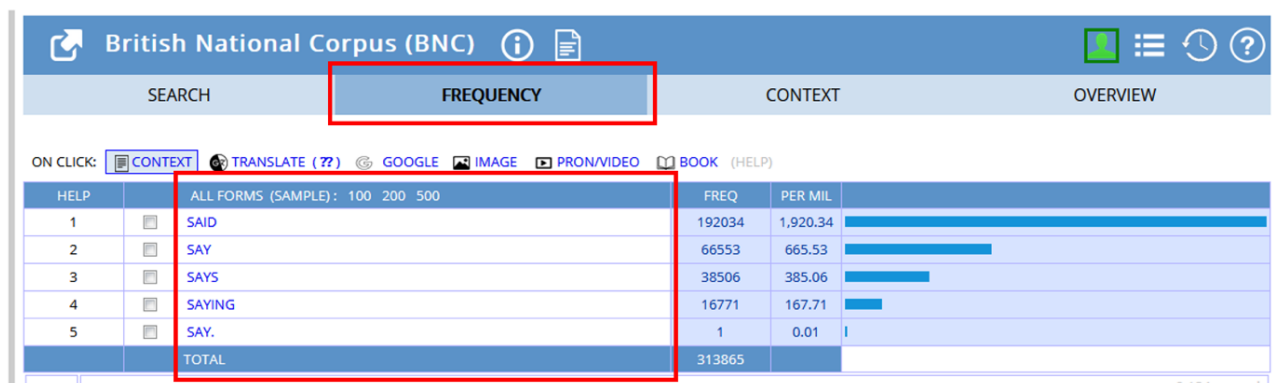 British National Corpus (BNC)
SEARCH FREQUENCY CONTEXT OVERVIEW
ON CLICK: CONTEXT TRANSLATE (??) GOOGLE IMAGE PRON/VIDEO BOOK (HELP)
HELP ALL FORMS (SAMPLE): 100 200 500 FREQ PER MIL
1 SAID 192034 1,920.34
2 SAY 66553 665.53
3 SAYS 38506 385.06
4 SAYING 16771 167.71
5 SAY. 1 0.01
TOTAL 313865